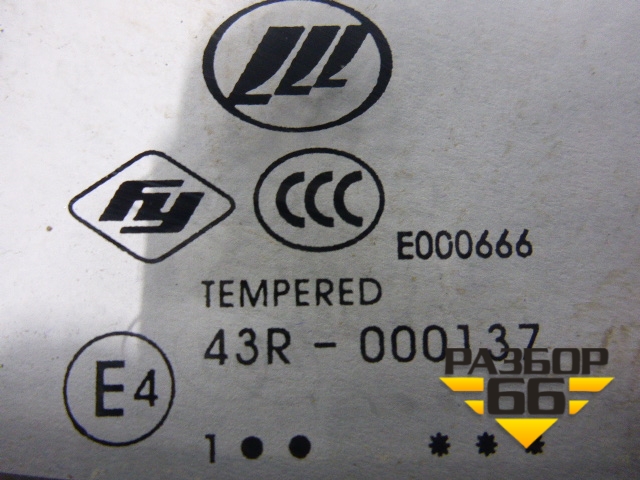 fy CCC E000666
TEMPERED
E4 43R - 000137
1 ●● ***
РАЗБОР
66